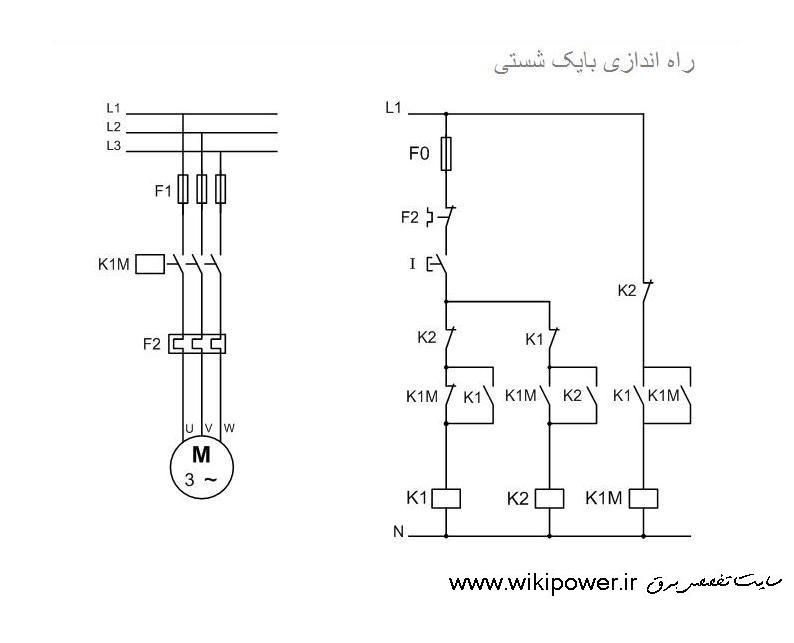 راه اندازی بایک شستی
L1
L2
L3
F1
K1M
F2
U V W
M
3 ~
L1
F0
F2
I
K2
K2 K1
K1M K1 K1M K2 K1 K1M
K1 K2 K1M
N
www.wikipower.ir سایت تخصصی برق